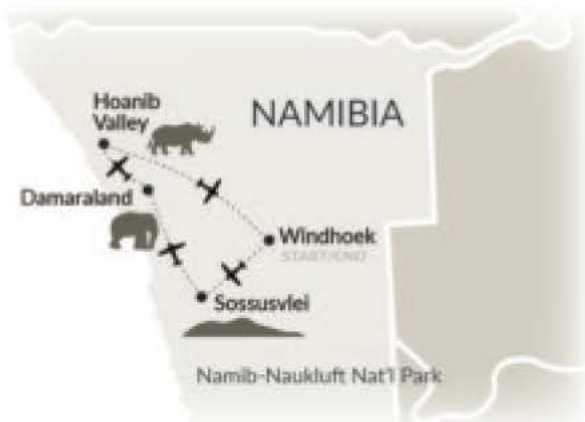 Hoanib
Valley
NAMIBIA
Damaraland
Windhoek
START/END
Sossusvlei
Namib-Naukluft Nat'l Park